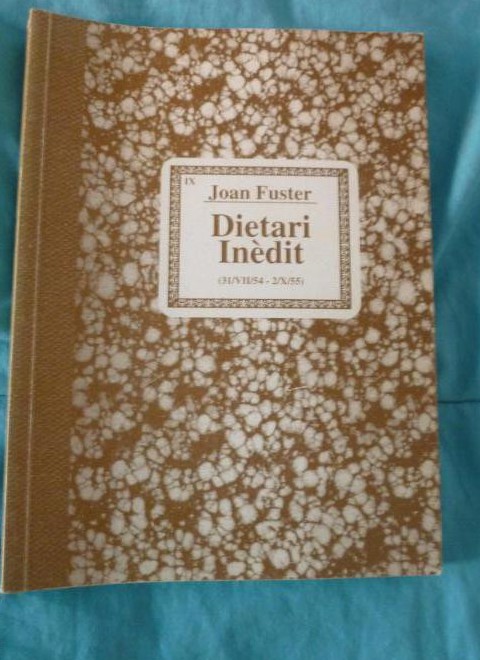 IX
Joan Fuster
Dietari
Inèdit
(31/VII/54 - 2/X/55)